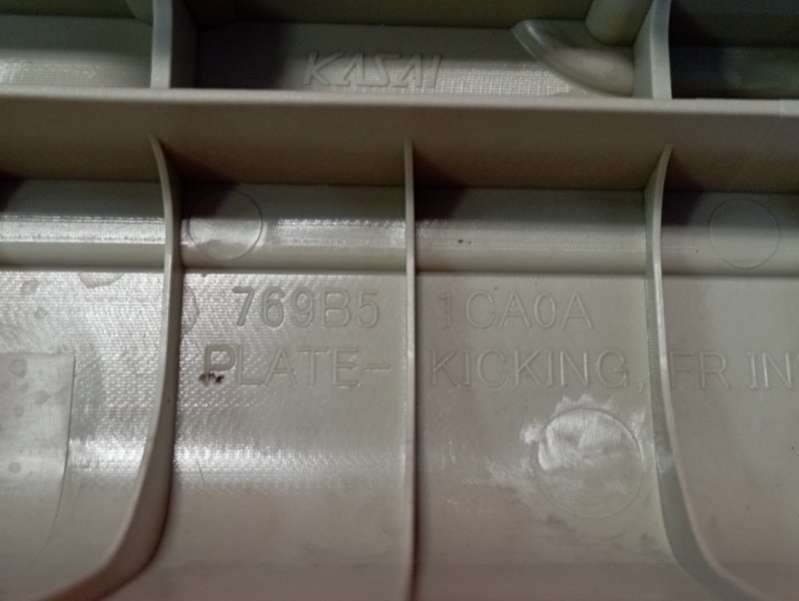 KASAI
769B5 1CA0A
PLATE- KICKING, FR IN